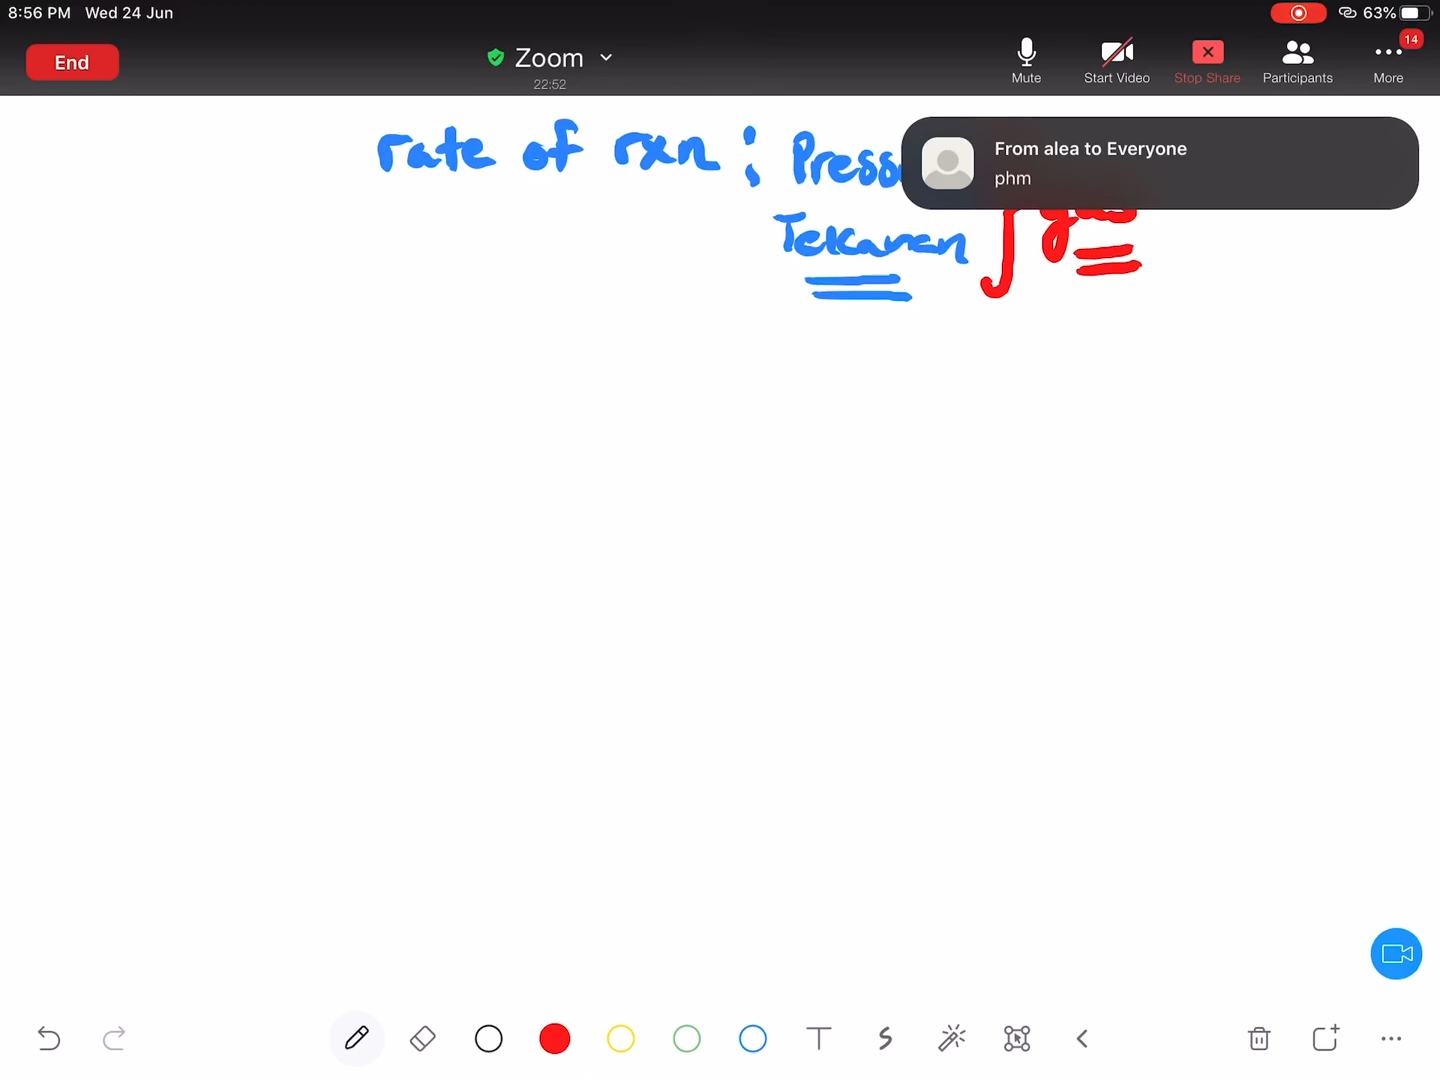 8:56 PM Wed 24 Jun
63%
End
Zoom
22:52
Mute
Start Video
Stop Share
Participants
More
14
rate of rxn :
From alea to Everyone
phm
Tekanan
T